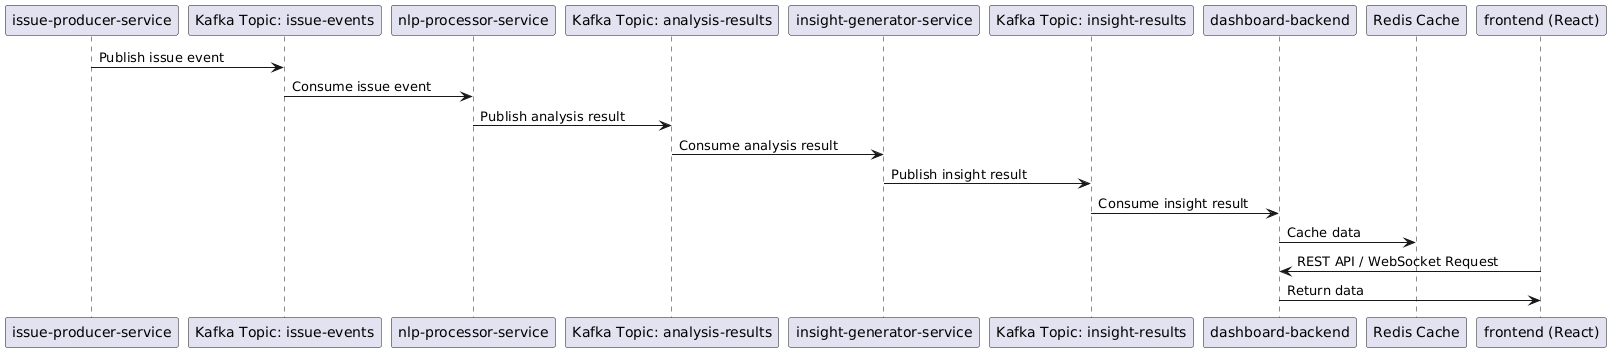 issue-producer-service
Kafka Topic: issue-events
nlp-processor-service
Kafka Topic: analysis-results
insight-generator-service
Kafka Topic: insight-results
dashboard-backend
Redis Cache
frontend (React)
Publish issue event
Consume issue event
Publish analysis result
Consume analysis result
Publish insight result
Consume insight result
Cache data
REST API / WebSocket Request
Return data
issue-producer-service
Kafka Topic: issue-events
nlp-processor-service
Kafka Topic: analysis-results
insight-generator-service
Kafka Topic: insight-results
dashboard-backend
Redis Cache
frontend (React)